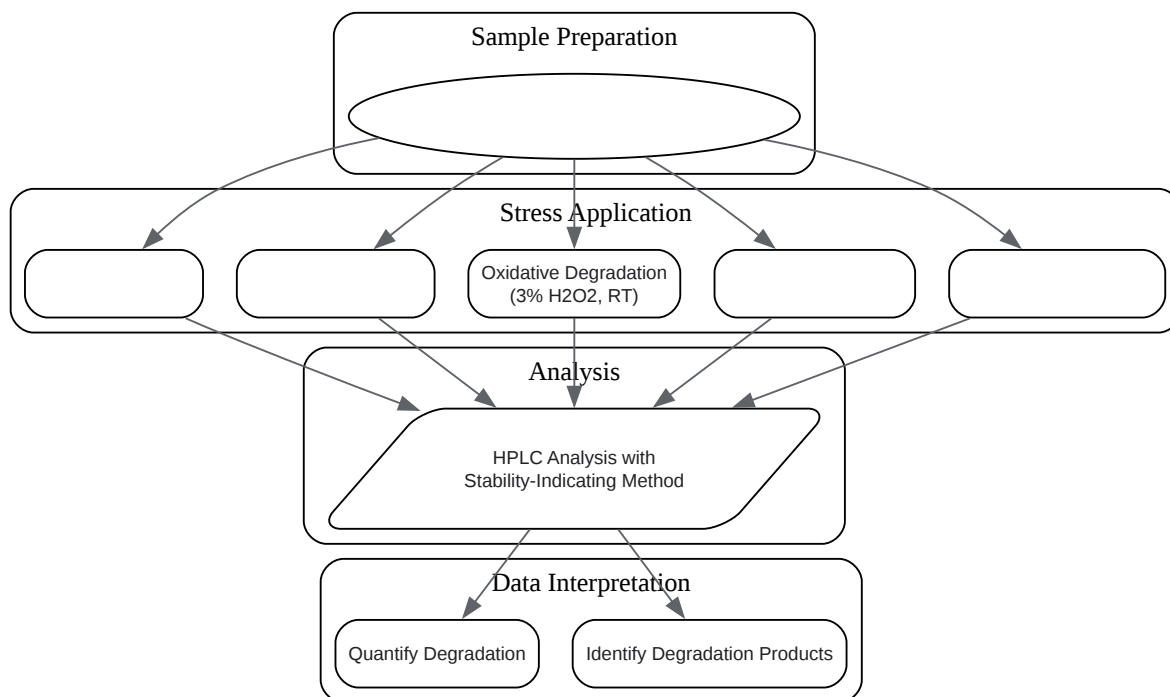 Sample Preparation
Stress Application
Oxidative Degradation
(3% H2O2, RT)
Analysis
HPLC Analysis with
Stability-Indicating Method
Data Interpretation
Quantify Degradation
Identify Degradation Products